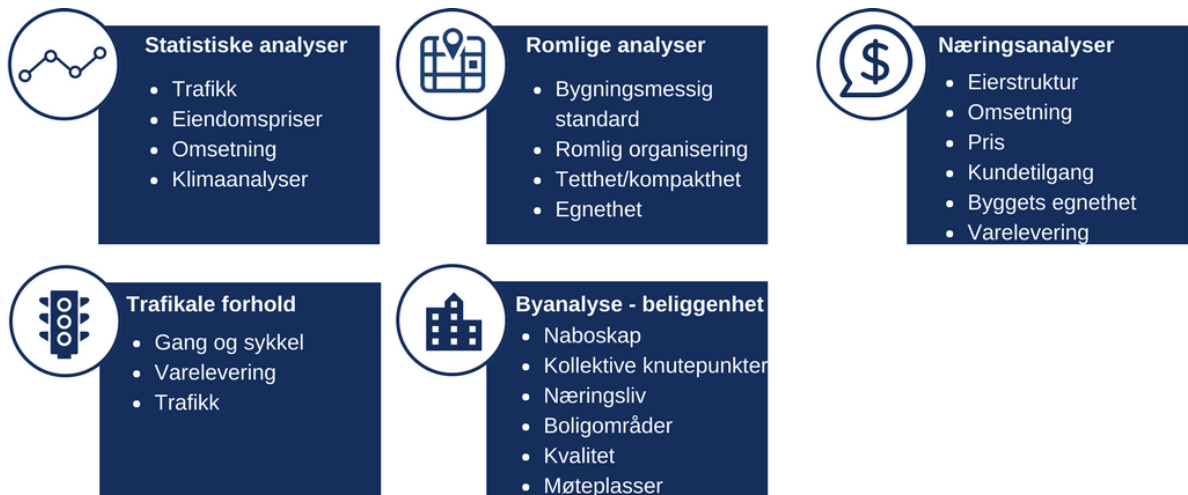 Statistiske analyser
• Trafikk
• Eiendomspriser
• Omsetning
• Klimaanalyser
Romlige analyser
• Bygningsmessig
standard
• Romlig organisering
• Tetthet/kompakthet
• Egnethet
$
Næringsanalyser
• Eierstruktur
• Omsetning
• Pris
• Kundetilgang
• Byggets egnethet
• Varelevering
Trafikale forhold
• Gang og sykkel
• Varelevering
• Trafikk
Byanalyse - beliggenhet
• Naboskap
• Kollektive knutepunkter
• Næringsliv
• Boligområder
• Kvalitet
• Møteplasser